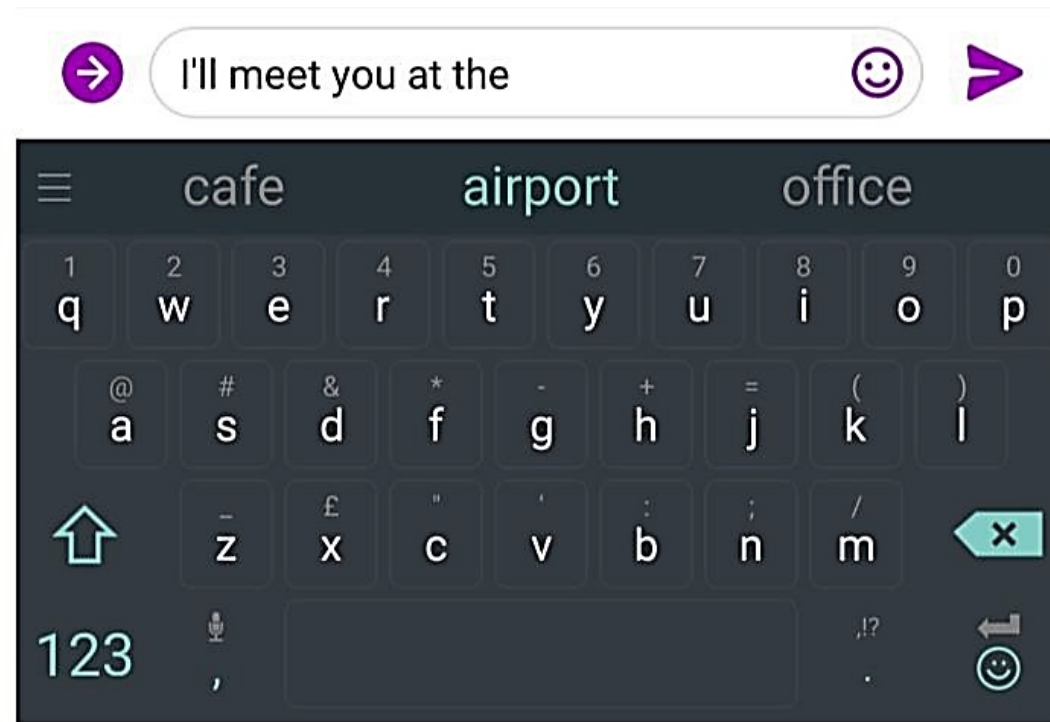 I'll meet you at the
cafe airport office
1 2 3 4 5 6 7 8 9 0
q w e r t y u i o p
@ # & * - + = ( )
a s d f g h j k l
_ £ " ' : ; /
z x c v b n m
123 , ,!? .